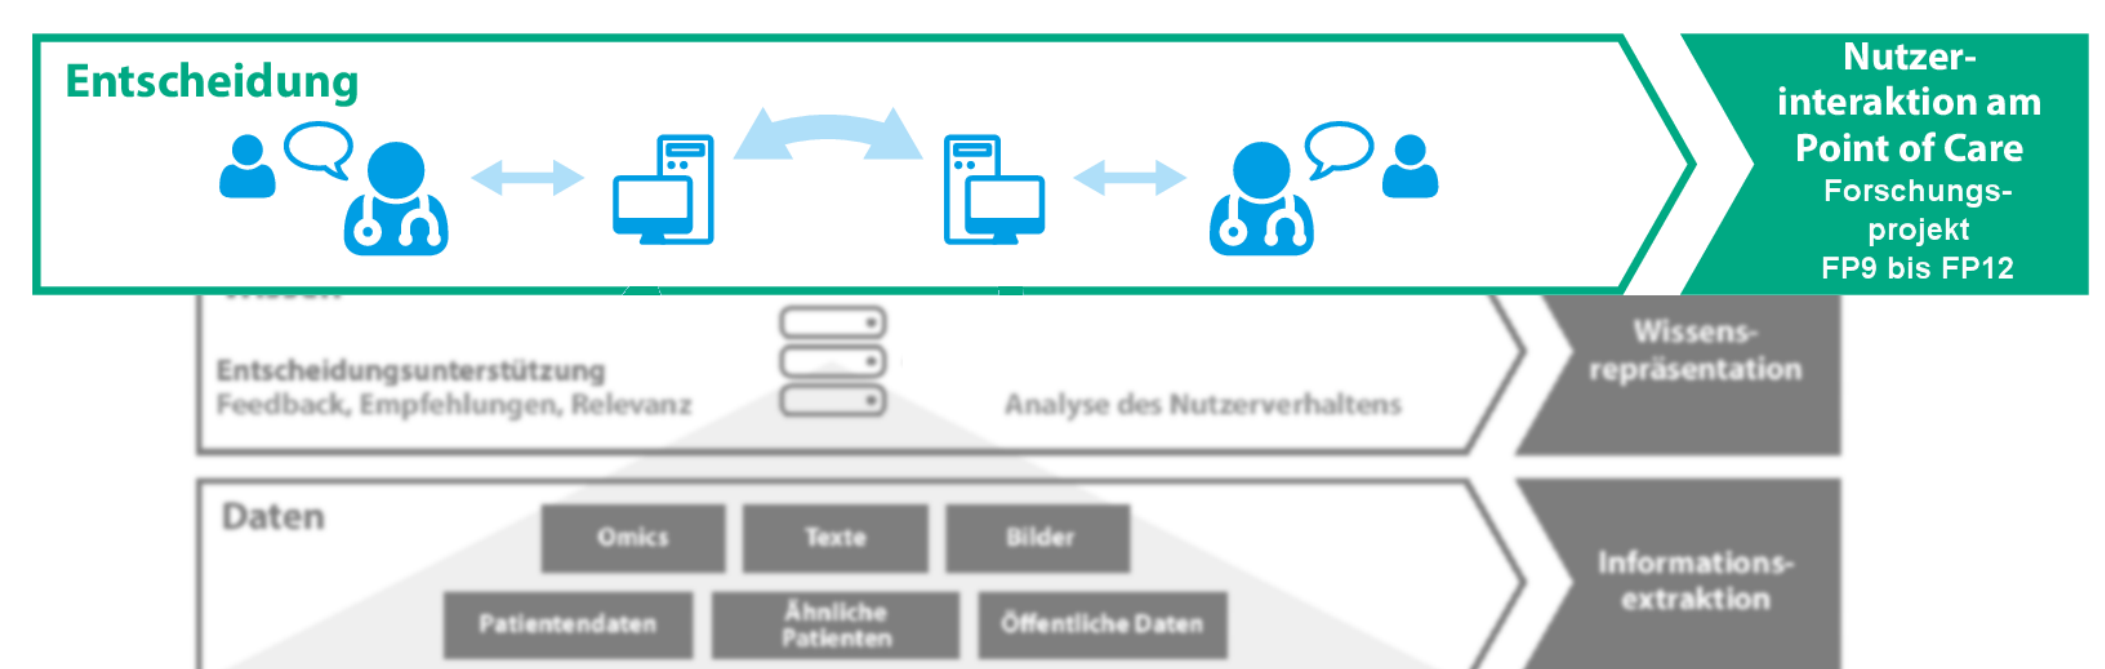 Entscheidung
Nutzer-
interaktion am
Point of Care
Forschungs-
projekt
FP9 bis FP12
Entscheidungsunterstützung
Feedback, Empfehlungen, Relevanz
Analyse des Nutzerverhaltens
Wissens-
repräsentation
Daten
Omics
Texte
Bilder
Patientendaten
Ähnliche
Patienten
Öffentliche Daten
Informations-
extraktion